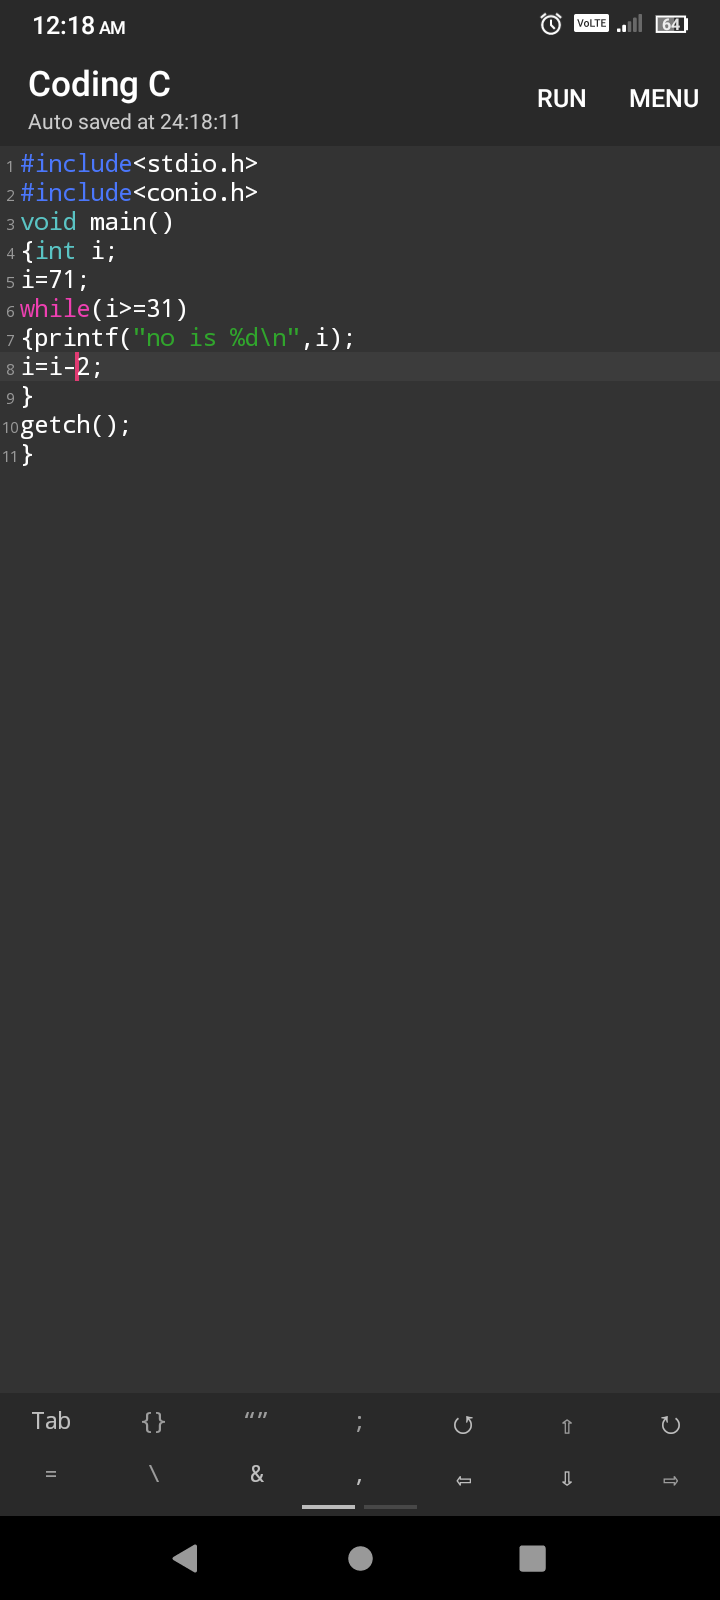 12:18 AM VoLTE 64
Coding C
Auto saved at 24:18:11
RUN MENU
1 #include<stdio.h>
2 #include<conio.h>
3 void main()
4 {int i;
5 i=71;
6 while(i>=31)
7 {printf("no is %d\n",i);
8 i=i-2;
9 }
10 getch();
11 }
Tab {} “” ; ⭯ ⇧ ⭮
= \ & , ⇦ ⇩ ⇨